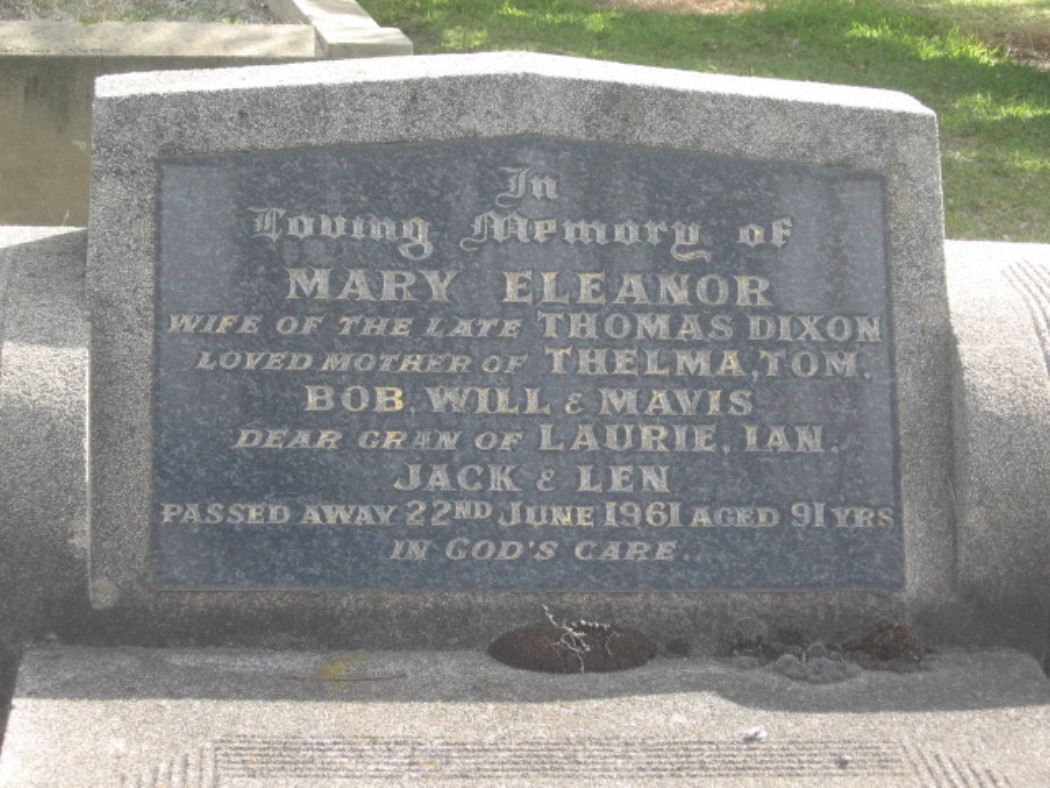 In
Loving Memory of
MARY ELEANOR
WIFE OF THE LATE THOMAS DIXON
LOVED MOTHER OF THELMA, TOM,
BOB, WILL & MAVIS
DEAR GRAN OF LAURIE, IAN,
JACK & LEN
PASSED AWAY 22ND JUNE 1961 AGED 91 YRS
IN GOD'S CARE.